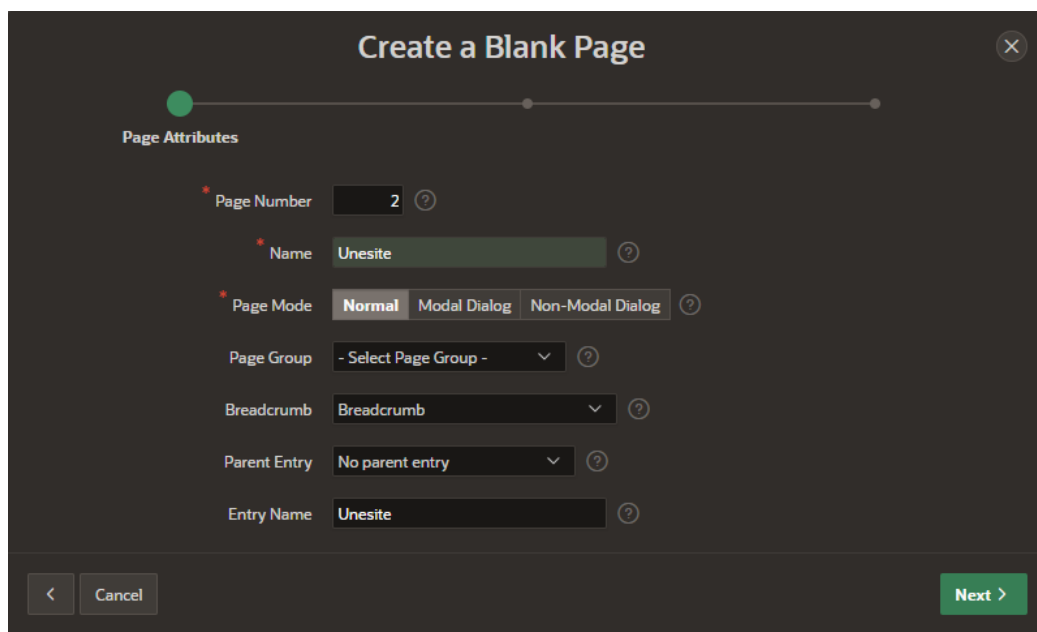 Create a Blank Page
Page Attributes
* Page Number 2 ?
* Name Unesite ?
* Page Mode Normal Modal Dialog Non-Modal Dialog ?
Page Group - Select Page Group - ?
Breadcrumb Breadcrumb ?
Parent Entry No parent entry ?
Entry Name Unesite ?
Cancel Next